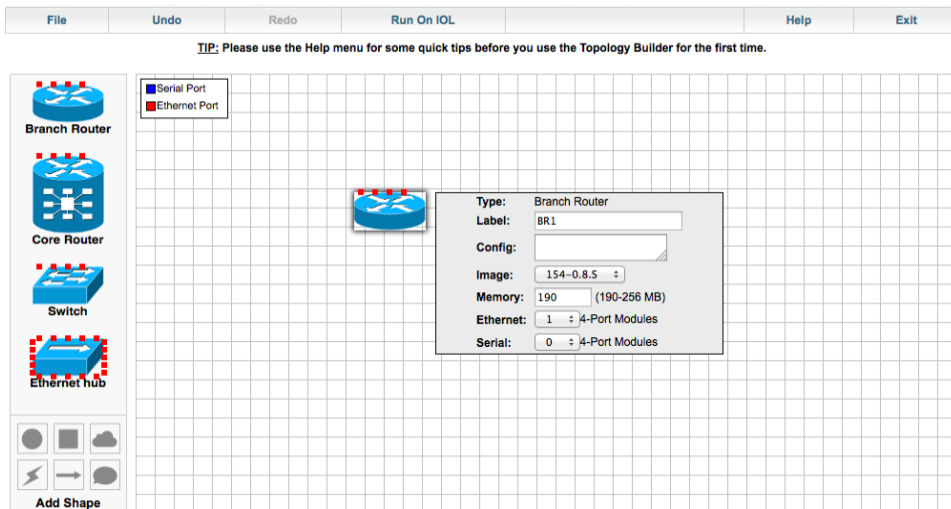 File Undo Redo Run On IOL Help Exit
TIP: Please use the Help menu for some quick tips before you use the Topology Builder for the first time.
Serial Port
Ethernet Port
Branch Router
Core Router
Switch
Ethernet hub
Add Shape
Type: Branch Router
Label: BR1
Config:
Image: 154-0.8.S
Memory: 190 (190-256 MB)
Ethernet: 1 4-Port Modules
Serial: 0 4-Port Modules